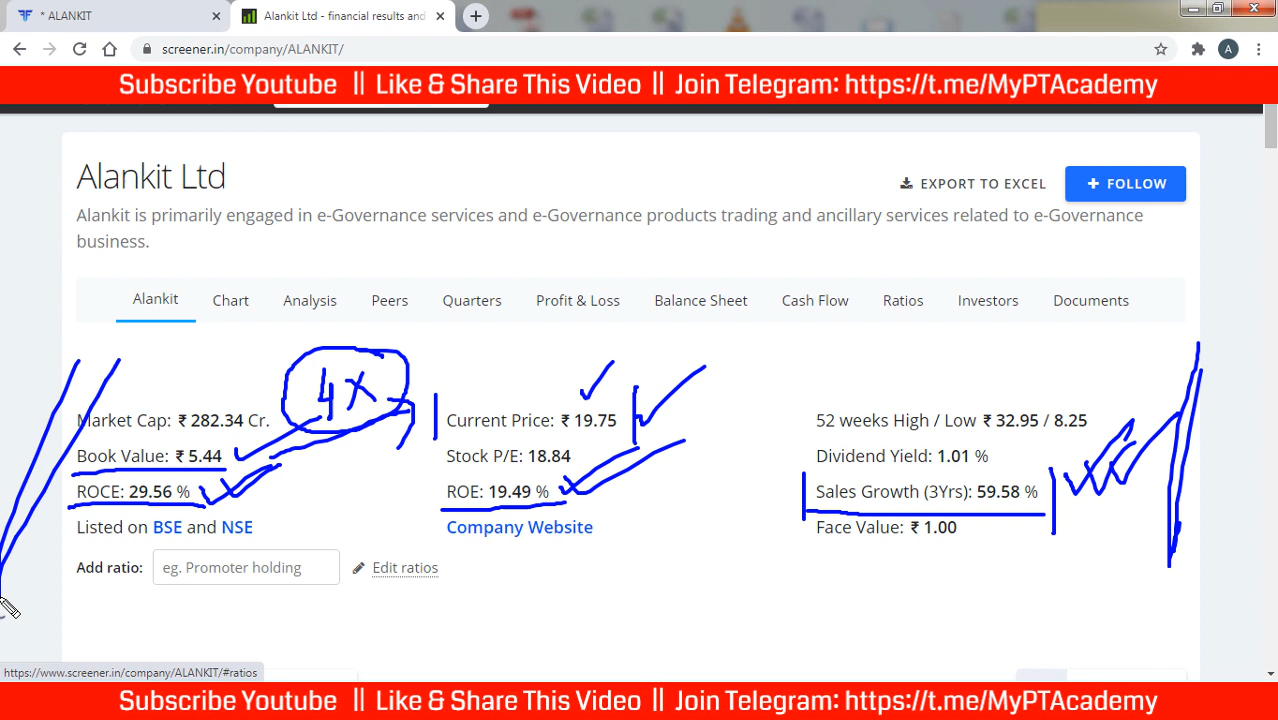 * ALANKIT
Alankit Ltd - financial results and
screener.in/company/ALANKIT/
A
Subscribe Youtube || Like & Share This Video || Join Telegram: https://t.me/MyPTAcademy
Alankit Ltd
EXPORT TO EXCEL
+ FOLLOW
Alankit is primarily engaged in e-Governance services and e-Governance products trading and ancillary services related to e-Governance
business.
Alankit Chart Analysis Peers Quarters Profit & Loss Balance Sheet Cash Flow Ratios Investors Documents
4X
Market Cap: ₹ 282.34 Cr. Current Price: ₹ 19.75 52 weeks High / Low ₹ 32.95 / 8.25
Book Value: ₹ 5.44 Stock P/E: 18.84 Dividend Yield: 1.01 %
ROCE: 29.56 % ROE: 19.49 % Sales Growth (3Yrs): 59.58 %
Listed on BSE and NSE Company Website Face Value: ₹ 1.00
Add ratio: eg. Promoter holding Edit ratios
https://www.screener.in/company/ALANKIT/#ratios
Subscribe Youtube || Like & Share This Video || Join Telegram: https://t.me/MyPTAcademy